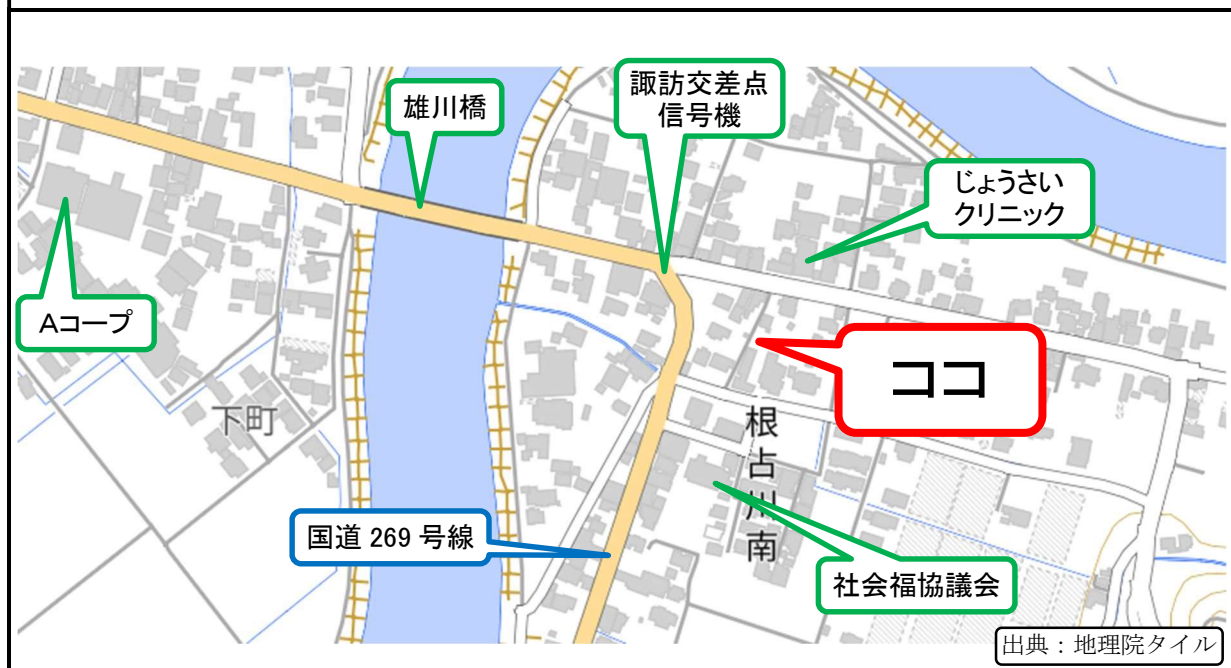 雄川橋
諏訪交差点
信号機
じょうさい
クリニック
Aコープ
ココ
下町
根占川南
国道 269 号線
社会福協議会
出典：地理院タイル